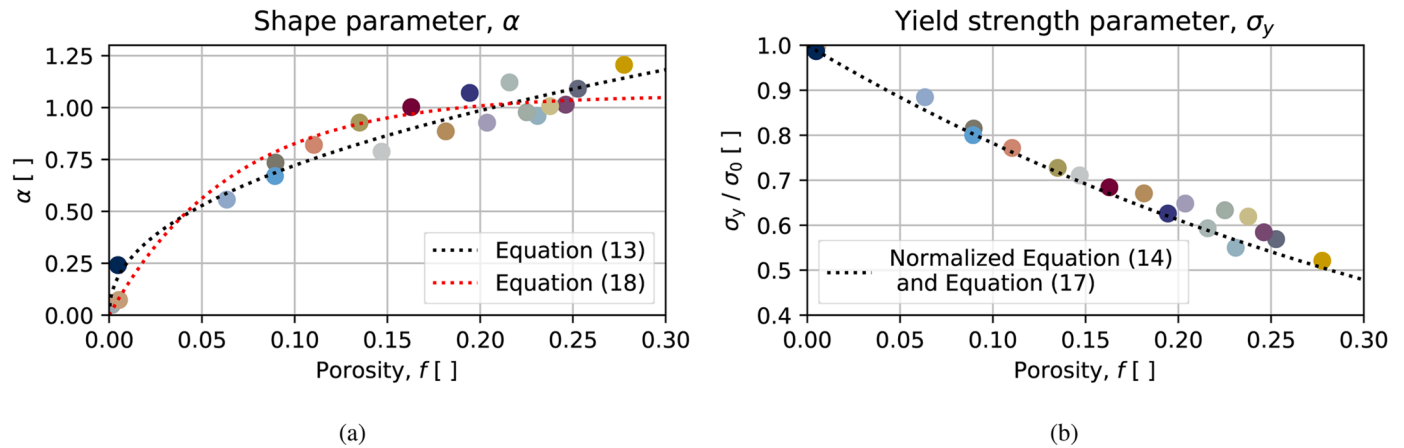 Shape parameter, α
1.25
1.00
0.75
0.50
0.25
0.00
α [ ]
Equation (13)
Equation (18)
0.00 0.05 0.10 0.15 0.20 0.25 0.30
Porosity, f [ ]
(a)
Yield strength parameter, σy
1.0
0.9
0.8
0.7
0.6
0.5
0.4
σy / σ0 [ ]
Normalized Equation (14)
and Equation (17)
0.00 0.05 0.10 0.15 0.20 0.25 0.30
Porosity, f [ ]
(b)